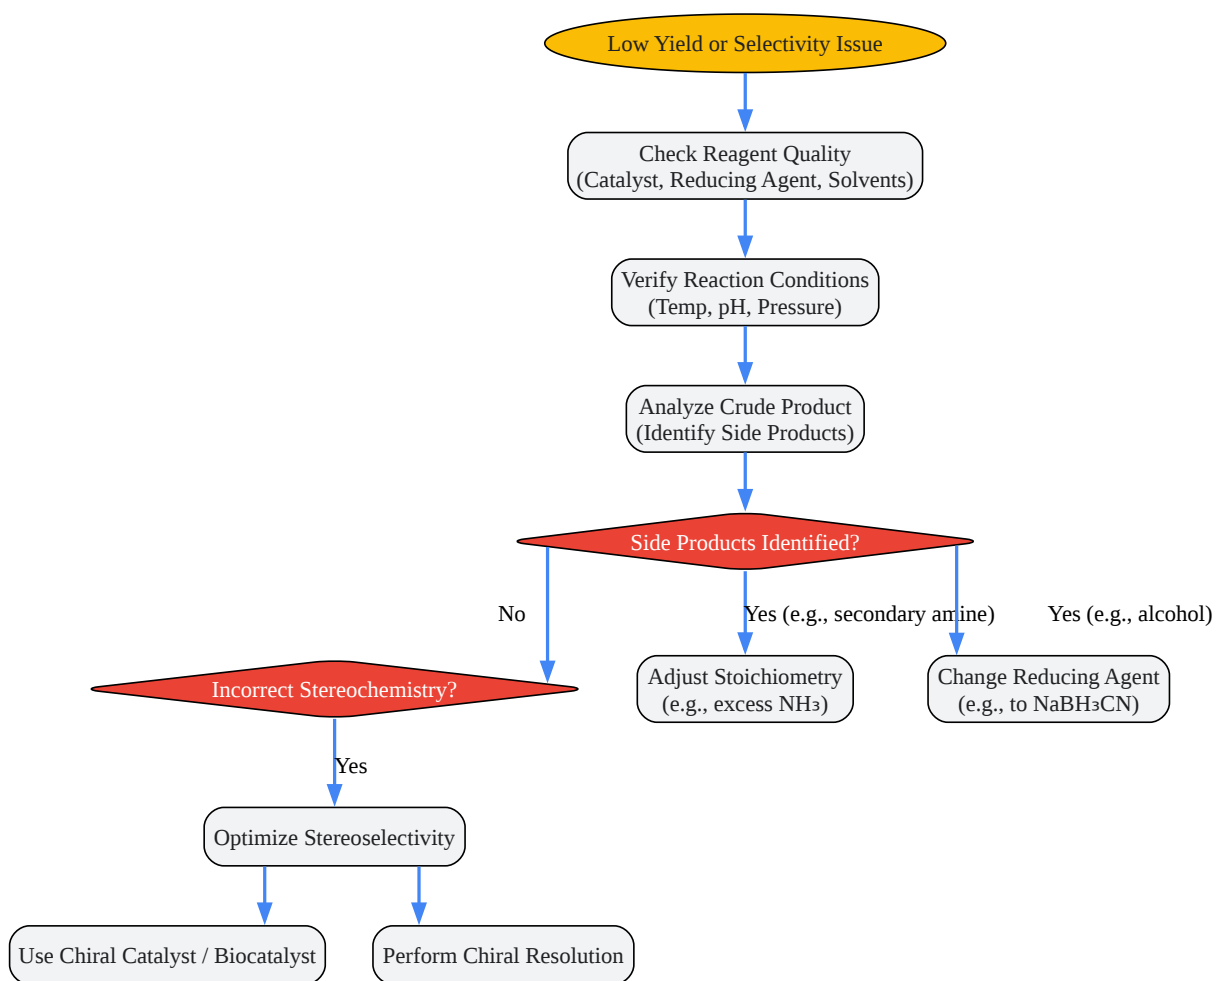 Low Yield or Selectivity Issue
Check Reagent Quality
(Catalyst, Reducing Agent, Solvents)
Verify Reaction Conditions
(Temp, pH, Pressure)
Analyze Crude Product
(Identify Side Products)
Side Products Identified?
No
Yes (e.g., secondary amine)
Yes (e.g., alcohol)
Incorrect Stereochemistry?
Adjust Stoichiometry
(e.g., excess NH₃)
Change Reducing Agent
(e.g., to NaBH₃CN)
Yes
Optimize Stereoselectivity
Use Chiral Catalyst / Biocatalyst
Perform Chiral Resolution